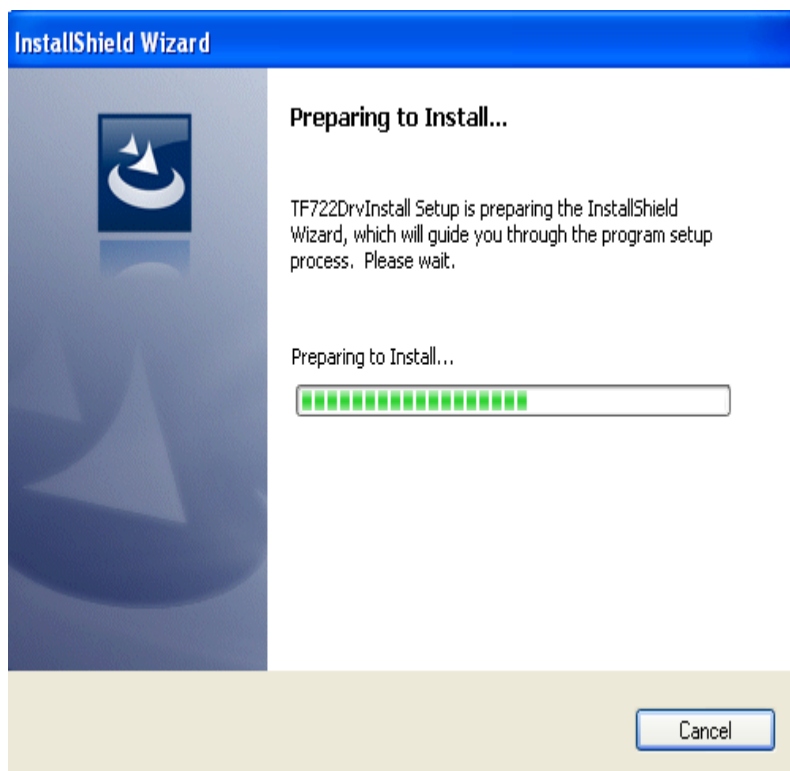 InstallShield Wizard
Preparing to Install...
TF722DrvInstall Setup is preparing the InstallShield
Wizard, which will guide you through the program setup
process.  Please wait.
Preparing to Install...
Cancel